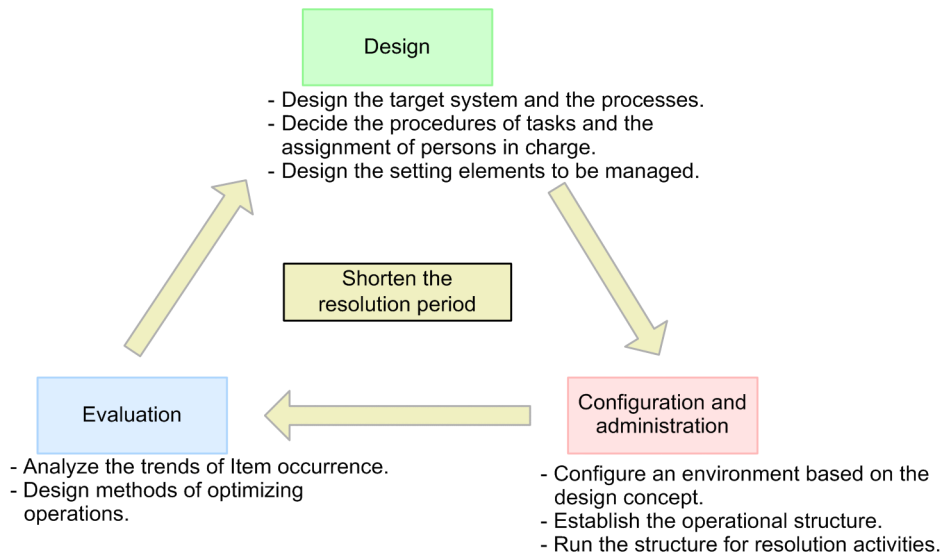 Design
- Design the target system and the processes.
- Decide the procedures of tasks and the
assignment of persons in charge.
- Design the setting elements to be managed.
Shorten the
resolution period
Evaluation
- Analyze the trends of Item occurrence.
- Design methods of optimizing
operations.
Configuration and
administration
- Configure an environment based on the
design concept.
- Establish the operational structure.
- Run the structure for resolution activities.